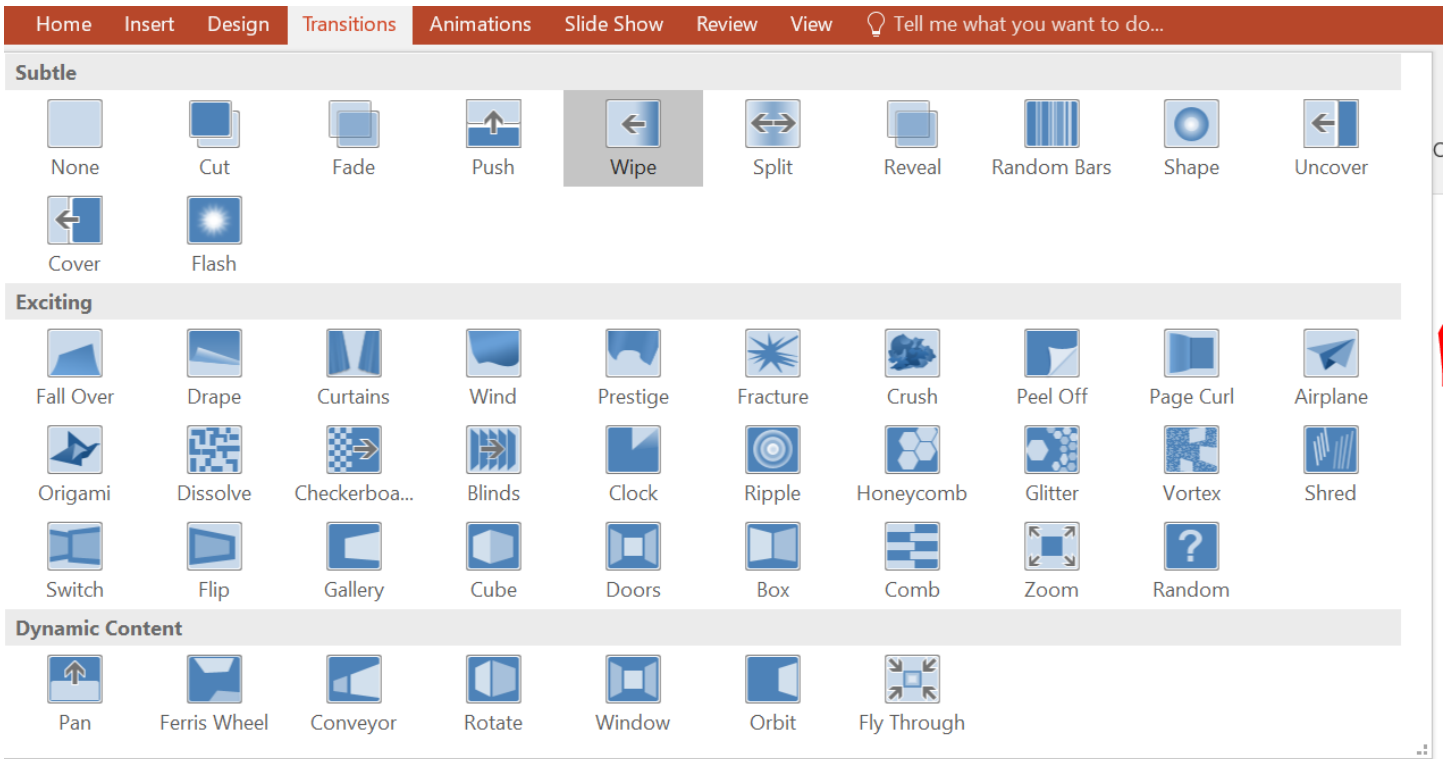 Home Insert Design Transitions Animations Slide Show Review View Tell me what you want to do...
Subtle
None Cut Fade Push Wipe Split Reveal Random Bars Shape Uncover
Cover Flash
Exciting
Fall Over Drape Curtains Wind Prestige Fracture Crush Peel Off Page Curl Airplane
Origami Dissolve Checkerboa... Blinds Clock Ripple Honeycomb Glitter Vortex Shred
Switch Flip Gallery Cube Doors Box Comb Zoom ? Random
Dynamic Content
Pan Ferris Wheel Conveyor Rotate Window Orbit Fly Through